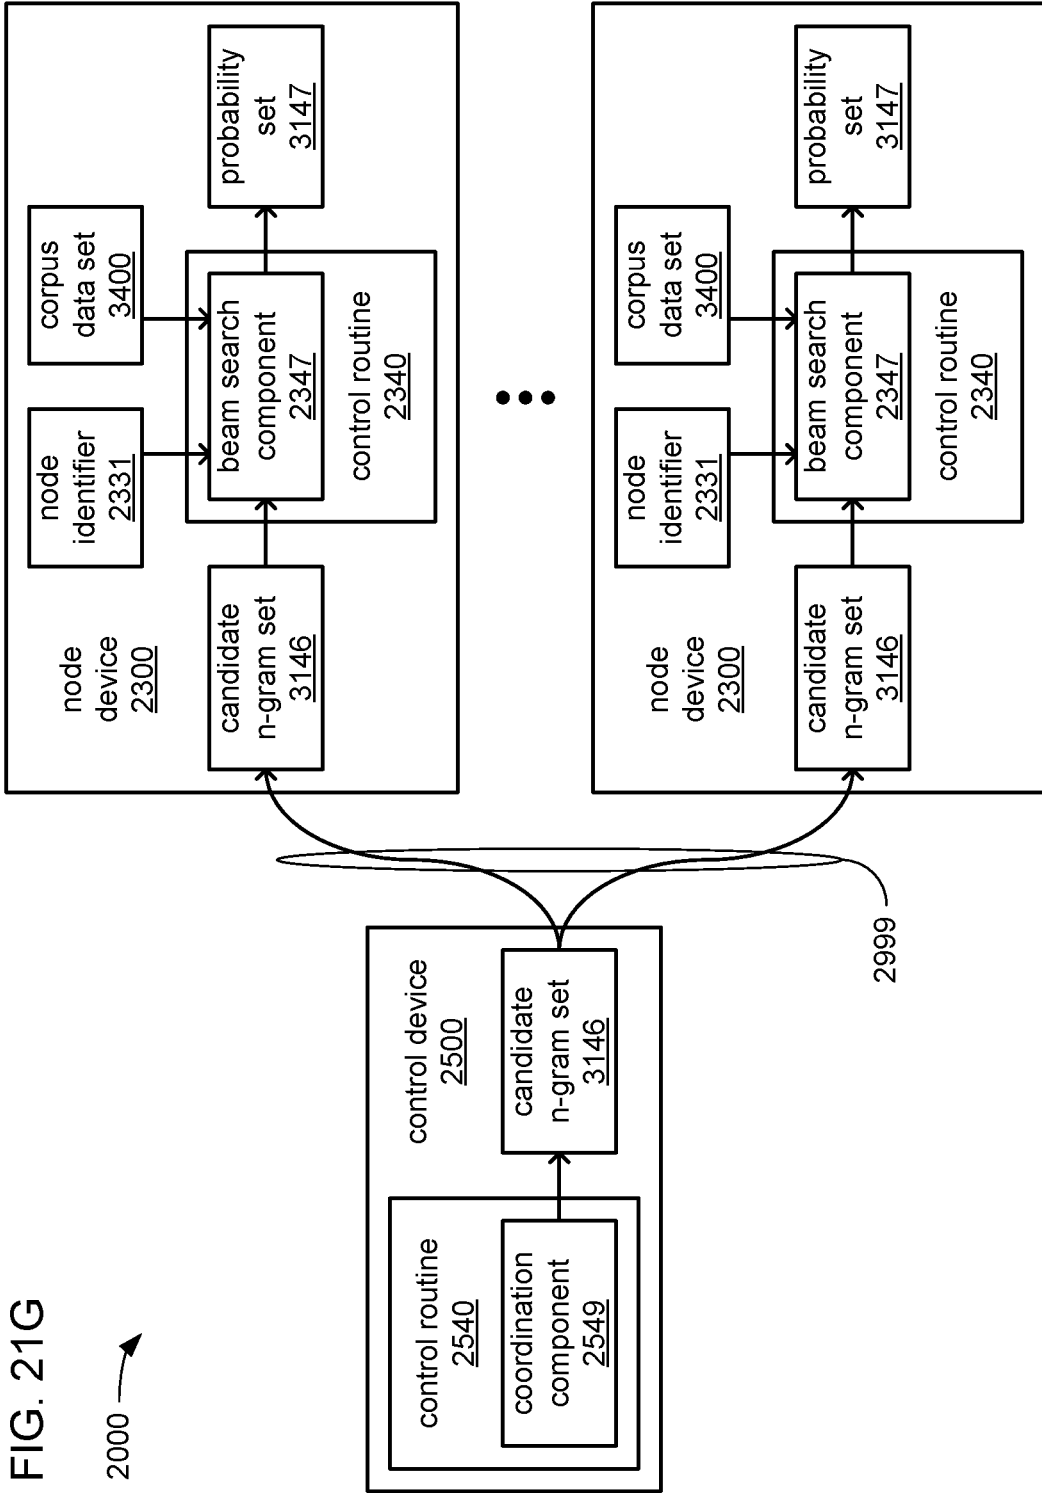 FIG. 21G
2000
control device
2500
control routine
2540
coordination
component
2549
candidate
n-gram set
3146
2999
node
device
2300
node
identifier
2331
corpus
data set
3400
candidate
n-gram set
3146
beam search
component
2347
control routine
2340
probability
set
3147
node
device
2300
node
identifier
2331
corpus
data set
3400
candidate
n-gram set
3146
beam search
component
2347
control routine
2340
probability
set
3147